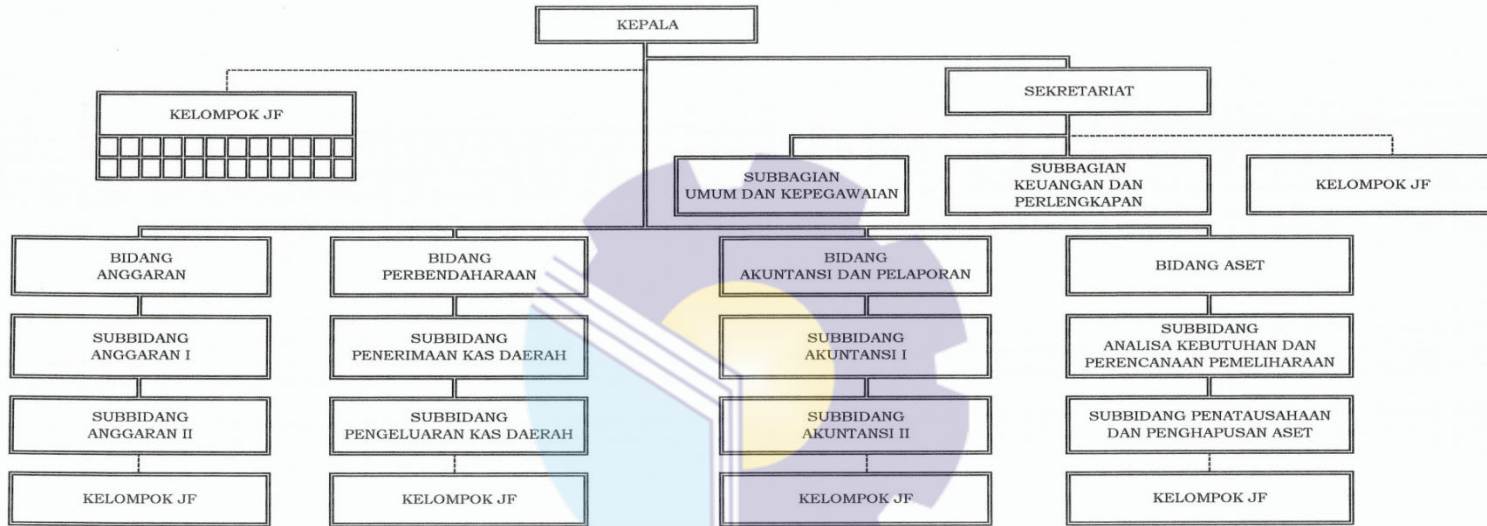 KEPALA
KELOMPOK JF
SEKRETARIAT
SUBBAGIAN
UMUM DAN KEPEGAWAIAN
SUBBAGIAN
KEUANGAN DAN
PERLENGKAPAN
KELOMPOK JF
BIDANG
ANGGARAN
BIDANG
PERBENDAHARAAN
BIDANG
AKUNTANSI DAN PELAPORAN
BIDANG ASET
SUBBIDANG
ANGGARAN I
SUBBIDANG
PENERIMAAN KAS DAERAH
SUBBIDANG
AKUNTANSI I
SUBBIDANG
ANALISA KEBUTUHAN DAN
PERENCANAAN PEMELIHARAAN
SUBBIDANG
ANGGARAN II
SUBBIDANG
PENGELUARAN KAS DAERAH
SUBBIDANG
AKUNTANSI II
SUBBIDANG PENATAUSAHAAN
DAN PENGHAPUSAN ASET
KELOMPOK JF
KELOMPOK JF
KELOMPOK JF
KELOMPOK JF